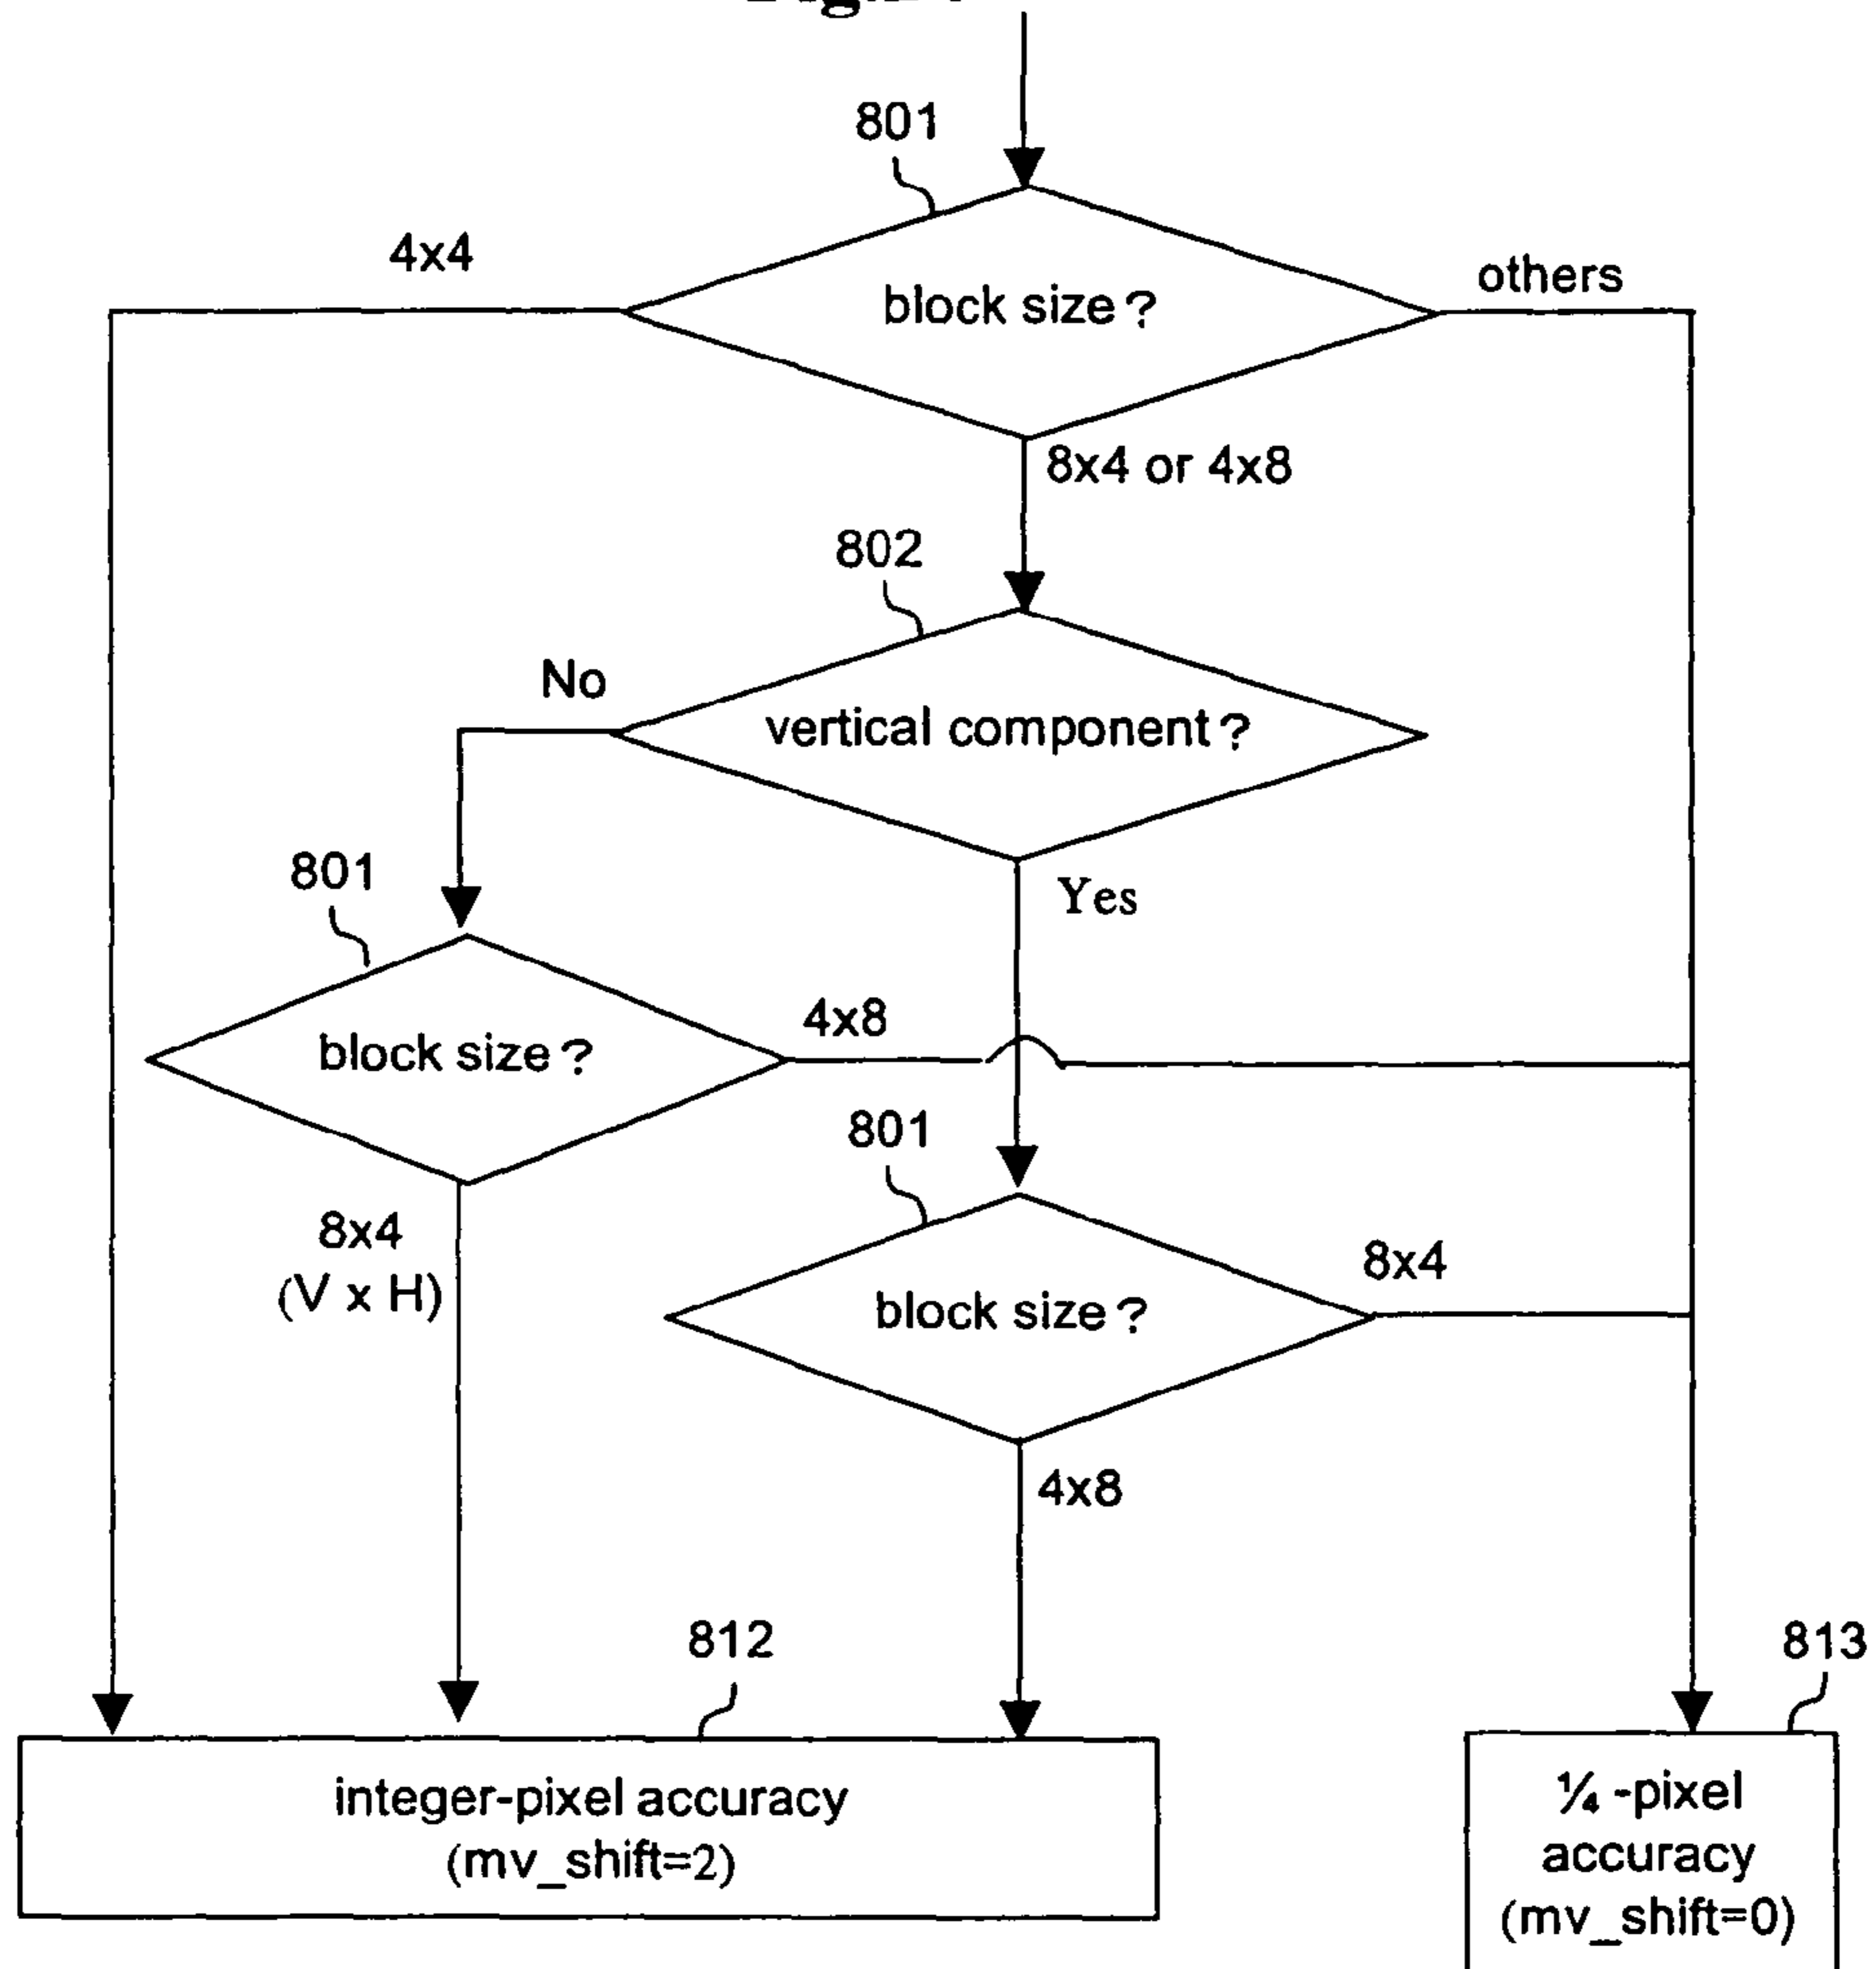 801
4x4
block size?
others
8x4 or 4x8
802
No
vertical component?
801
Yes
4x8
block size?
801
8x4
(V x H)
8x4
block size?
4x8
812
813
integer-pixel accuracy
(mv_shift=2)
¼ -pixel
accuracy
(mv_shift=0)